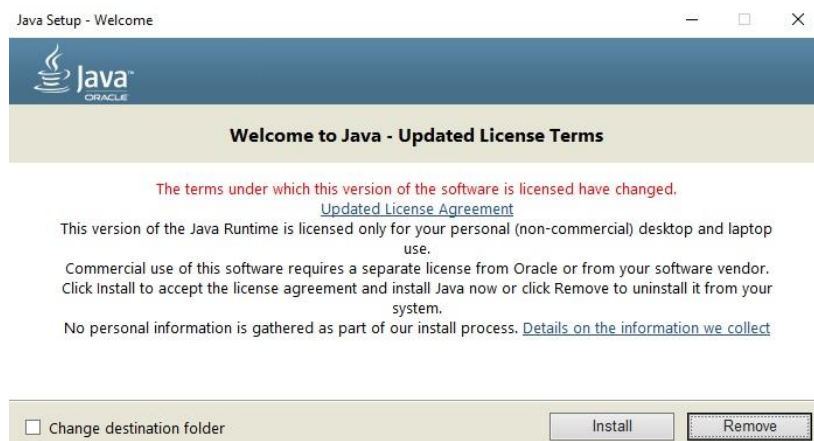 Java Setup - Welcome
Java™
ORACLE
Welcome to Java - Updated License Terms
The terms under which this version of the software is licensed have changed.
Updated License Agreement
This version of the Java Runtime is licensed only for your personal (non-commercial) desktop and laptop
use.
Commercial use of this software requires a separate license from Oracle or from your software vendor.
Click Install to accept the license agreement and install Java now or click Remove to uninstall it from your
system.
No personal information is gathered as part of our install process. Details on the information we collect
Change destination folder
Install
Remove